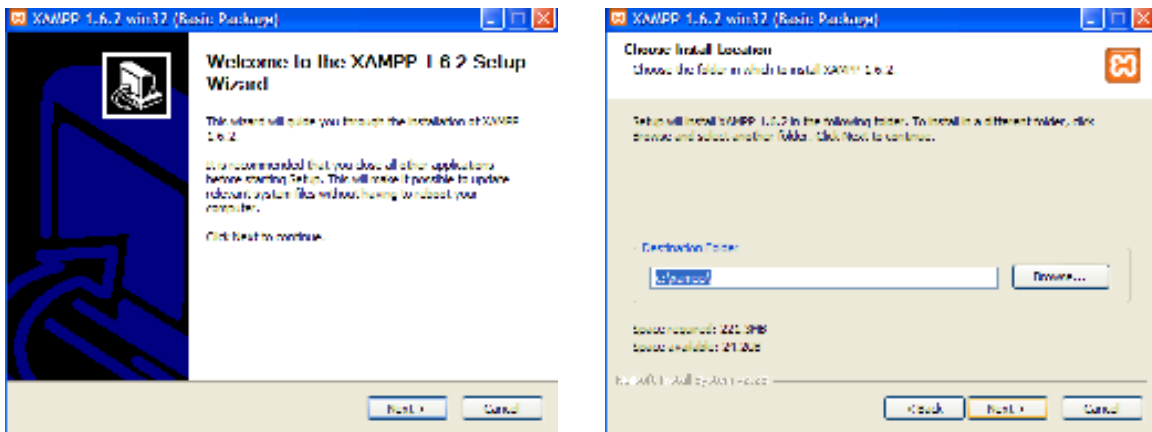 XAMPP 1.6.2 win32 (Basic Package)
Welcome to the XAMPP 1.6.2 Setup
Wizard
This wizard will guide you through the installation of XAMPP
1.6.2.
It is recommended that you close all other applications
before starting Setup. This will make it possible to update
relevant system files without having to reboot your
computer.
Click Next to continue.
Next >
Cancel
XAMPP 1.6.2 win32 (Basic Package)
Choose Install Location
Choose the folder in which to install XAMPP 1.6.2.
Setup will install XAMPP 1.6.2 in the following folder. To install in a different folder, click
Browse and select another folder. Click Next to continue.
Destination Folder
Browse...
Space required:
Space available:
Install System
< Back
Next >
Cancel